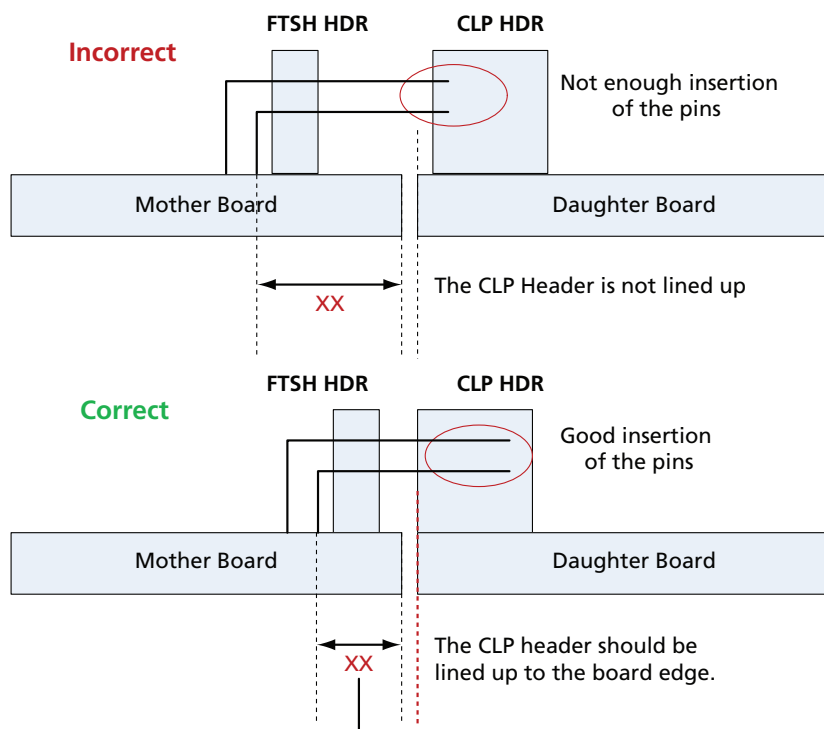 FTSH HDR
CLP HDR
Incorrect
Not enough insertion
of the pins
Mother Board
Daughter Board
XX
The CLP Header is not lined up
FTSH HDR
CLP HDR
Correct
Good insertion
of the pins
Mother Board
Daughter Board
XX
The CLP header should be
lined up to the board edge.